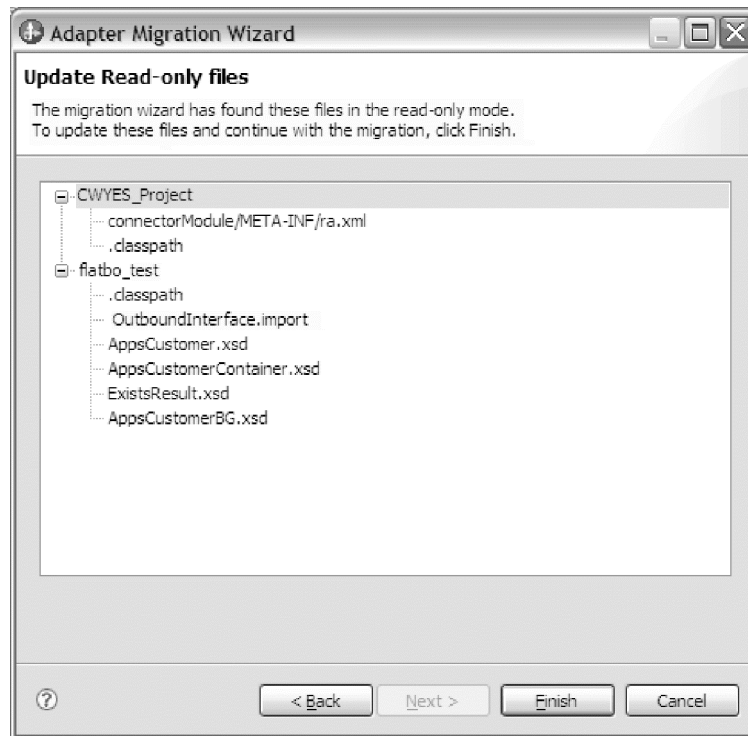 Adapter Migration Wizard
Update Read-only files
The migration wizard has found these files in the read-only mode.
To update these files and continue with the migration, click Finish.
CWYES_Project
connectorModule/META-INF/ra.xml
.classpath
flatbo_test
.classpath
OutboundInterface.import
AppsCustomer.xsd
AppsCustomerContainer.xsd
ExistsResult.xsd
AppsCustomerBG.xsd
? < Back Next > Finish Cancel